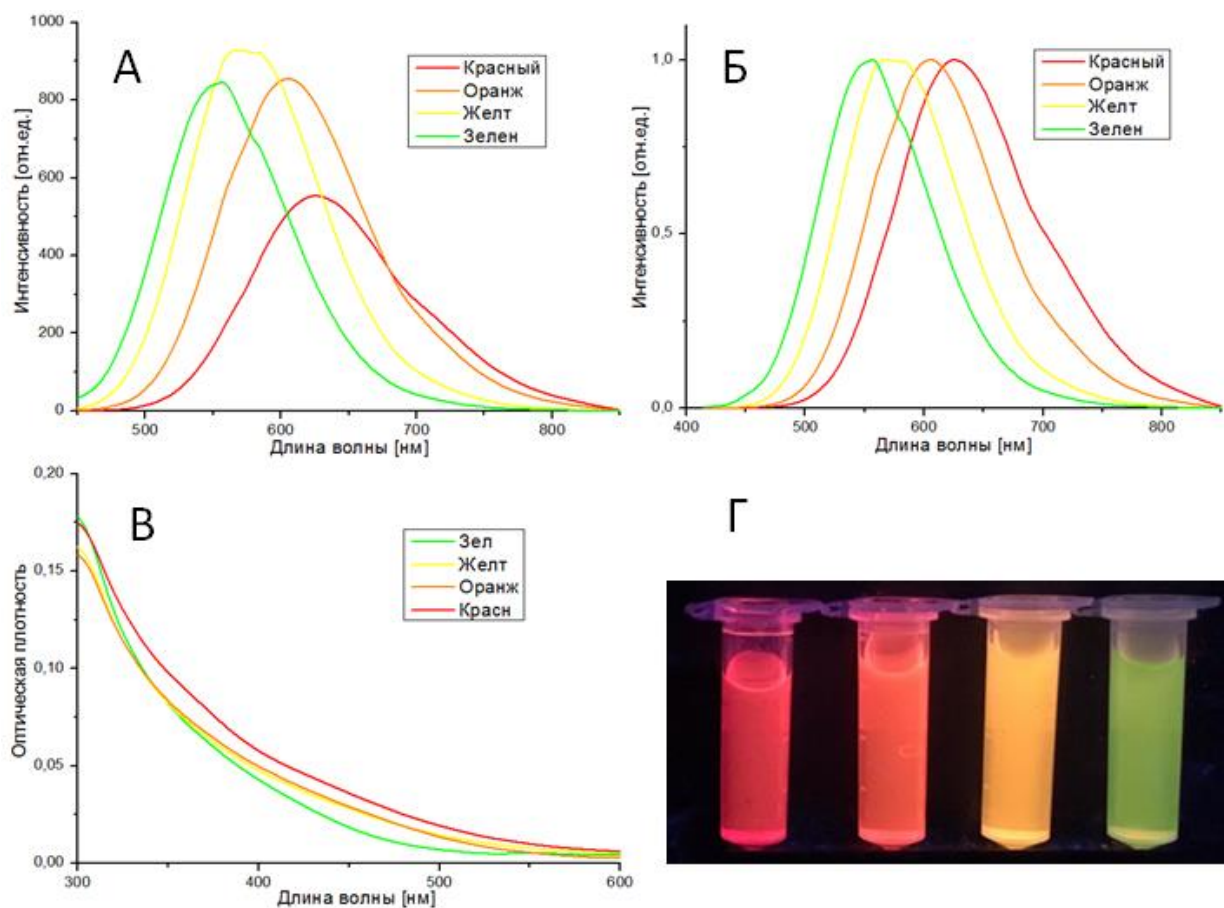 А
Интенсивность [отн.ед.]
1000
800
600
400
200
0
500
600
700
800
Длина волны [нм]
Красный
Оранж
Желт
Зелен
Б
Интенсивность [отн.ед.]
1,0
0,5
0,0
400
500
600
700
800
Длина волны [нм]
Красный
Оранж
Желт
Зелен
В
Оптическая плотность
0,20
0,15
0,10
0,05
0,00
300
400
500
600
Длина волны [нм]
Зел
Желт
Оранж
Красн
Г